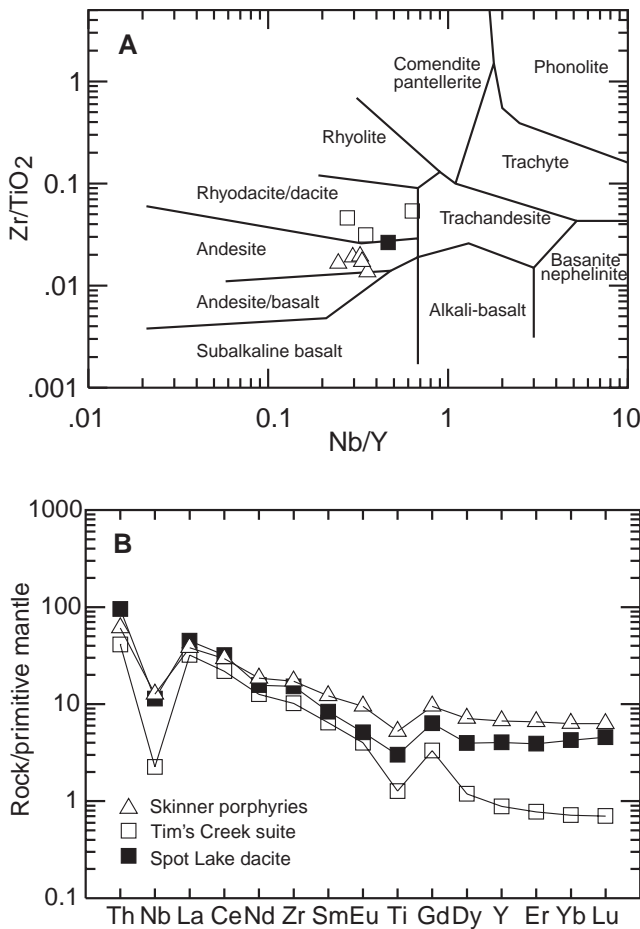 A
Comendite
pantellerite
Phonolite
1
Rhyolite
Trachyte
0.1
Zr/TiO2
Rhyodacite/dacite
Trachandesite
Andesite
Basanite
nephelinite
.01
Andesite/basalt
Alkali-basalt
Subalkaline basalt
.001
.01
0.1
1
10
Nb/Y
1000
B
100
Rock/primitive mantle
10
1
Skinner porphyries
Tim's Creek suite
Spot Lake dacite
0.1
Th Nb La Ce Nd Zr Sm Eu Ti Gd Dy Y Er Yb Lu